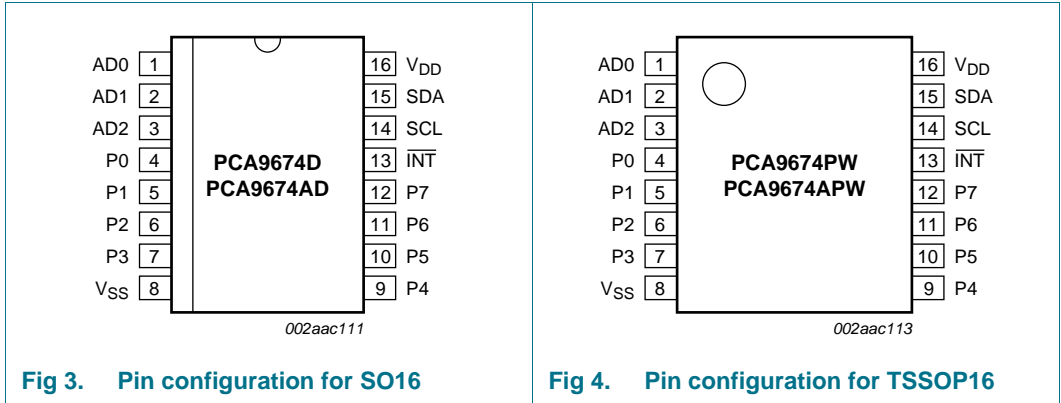 AD0 1
AD1 2
AD2 3
P0 4
P1 5
P2 6
P3 7
VSS 8
PCA9674D
PCA9674AD
16 VDD
15 SDA
14 SCL
13 INT
12 P7
11 P6
10 P5
9 P4
002aac111
Fig 3. Pin configuration for SO16
AD0 1
AD1 2
AD2 3
P0 4
P1 5
P2 6
P3 7
VSS 8
PCA9674PW
PCA9674APW
16 VDD
15 SDA
14 SCL
13 INT
12 P7
11 P6
10 P5
9 P4
002aac113
Fig 4. Pin configuration for TSSOP16